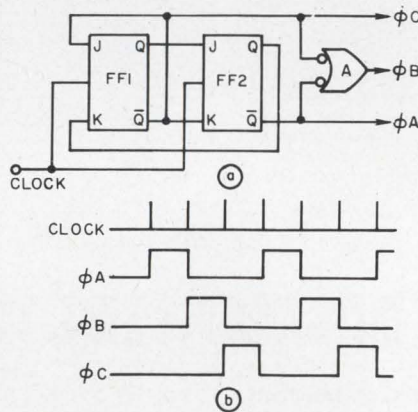 ϕC
J Q J Q
FF1 FF2 A ϕB
K Q̅ K Q̅ ϕA
CLOCK
a
CLOCK
ϕA
ϕB
ϕC
b